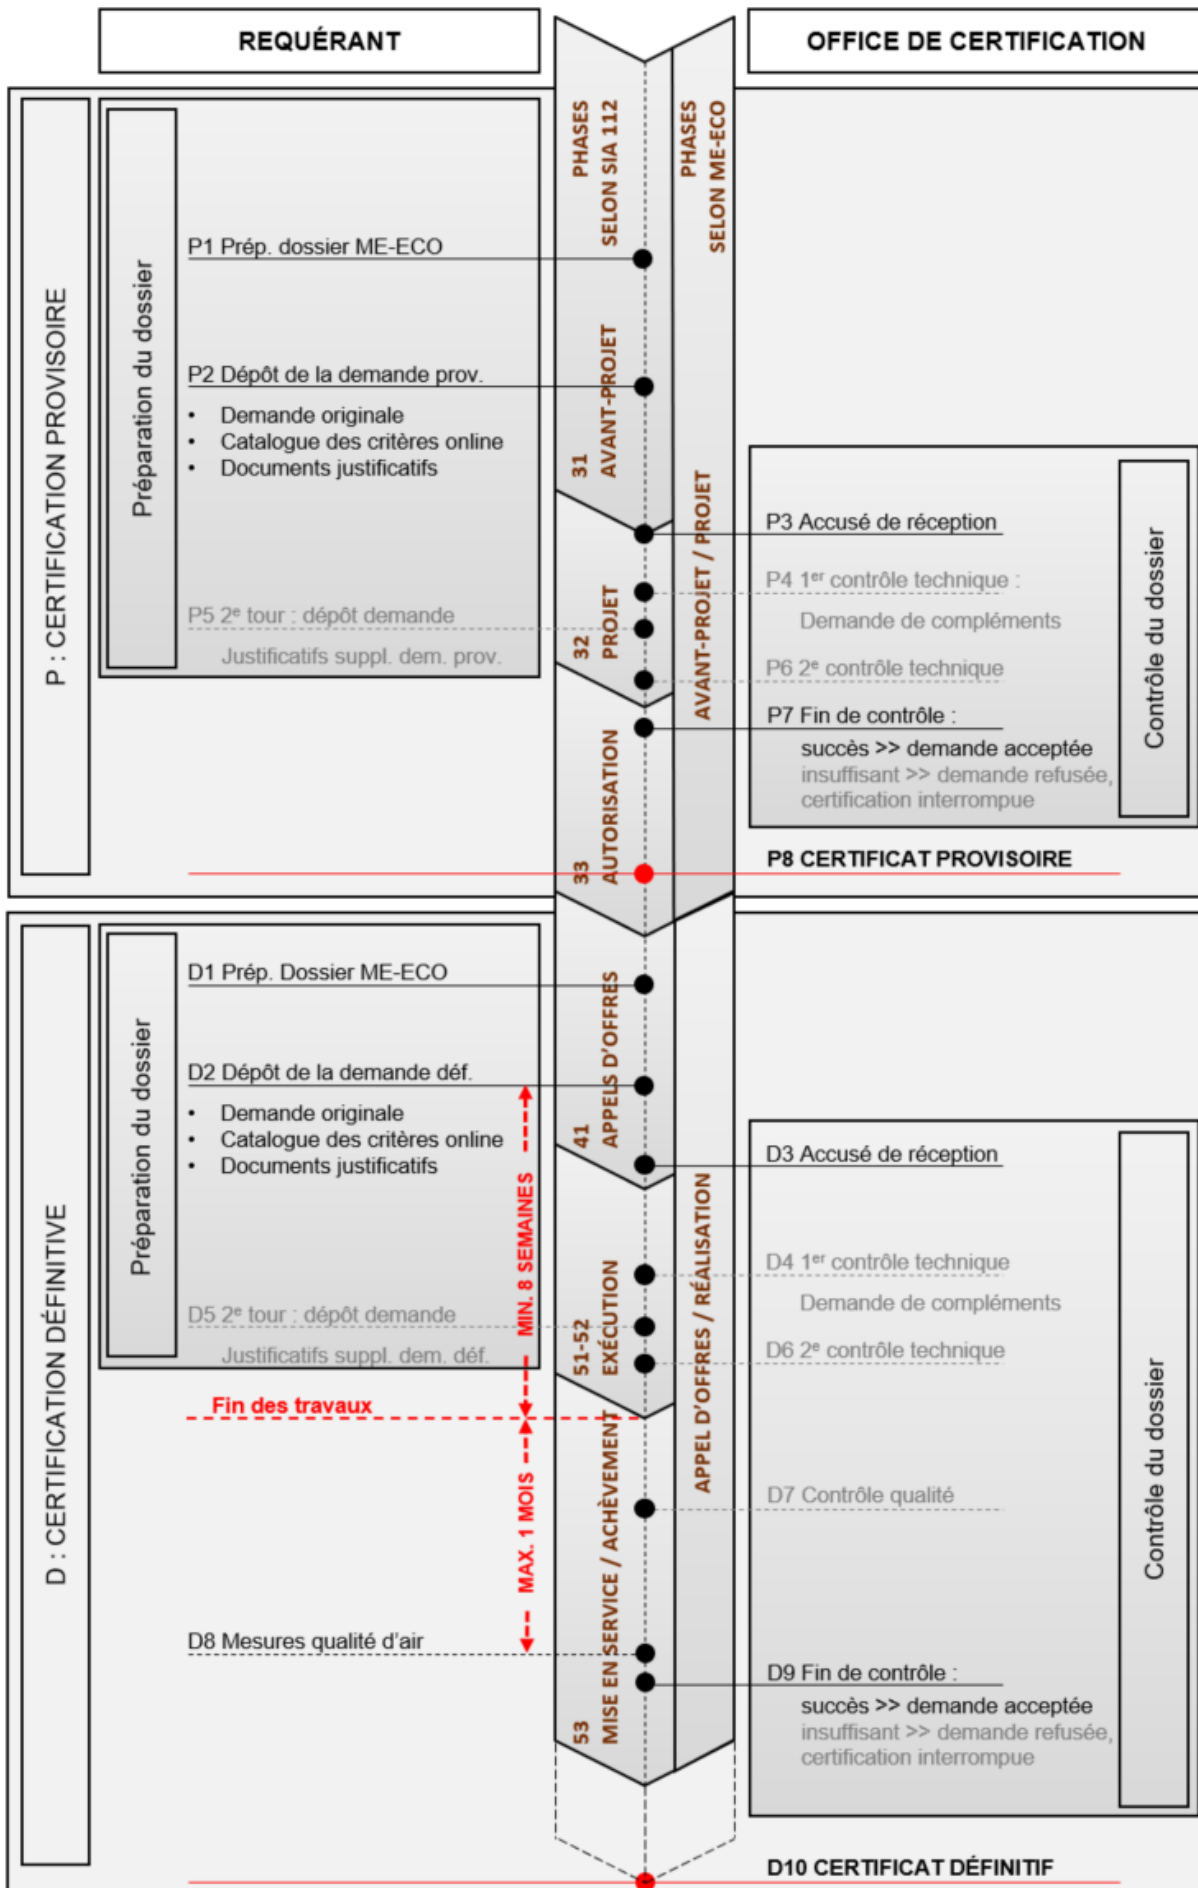 REQUÉRANT
OFFICE DE CERTIFICATION
PHASES
SELON SIA 112
PHASES
SELON ME-ECO
P : CERTIFICATION PROVISOIRE
Préparation du dossier
P1 Prép. dossier ME-ECO
P2 Dépôt de la demande prov.
• Demande originale
• Catalogue des critères online
• Documents justificatifs
P5 2e tour : dépôt demande
Justificatifs suppl. dem. prov.
31
AVANT-PROJET
32
PROJET
33
AUTORISATION
AVANT-PROJET / PROJET
P3 Accusé de réception
P4 1er contrôle technique :
Demande de compléments
P6 2e contrôle technique
P7 Fin de contrôle :
succès >> demande acceptée
insuffisant >> demande refusée,
certification interrompue
Contrôle du dossier
P8 CERTIFICAT PROVISOIRE
D : CERTIFICATION DÉFINITIVE
Préparation du dossier
D1 Prép. Dossier ME-ECO
D2 Dépôt de la demande déf.
• Demande originale
• Catalogue des critères online
• Documents justificatifs
D5 2e tour : dépôt demande
Justificatifs suppl. dem. déf.
MIN. 8 SEMAINES
Fin des travaux
MAX. 1 MOIS
D8 Mesures qualité d'air
41
APPELS D'OFFRES
51-52
EXÉCUTION
53
MISE EN SERVICE / ACHÈVEMENT
APPEL D'OFFRES / RÉALISATION
D3 Accusé de réception
D4 1er contrôle technique
Demande de compléments
D6 2e contrôle technique
D7 Contrôle qualité
D9 Fin de contrôle :
succès >> demande acceptée
insuffisant >> demande refusée,
certification interrompue
Contrôle du dossier
D10 CERTIFICAT DÉFINITIF